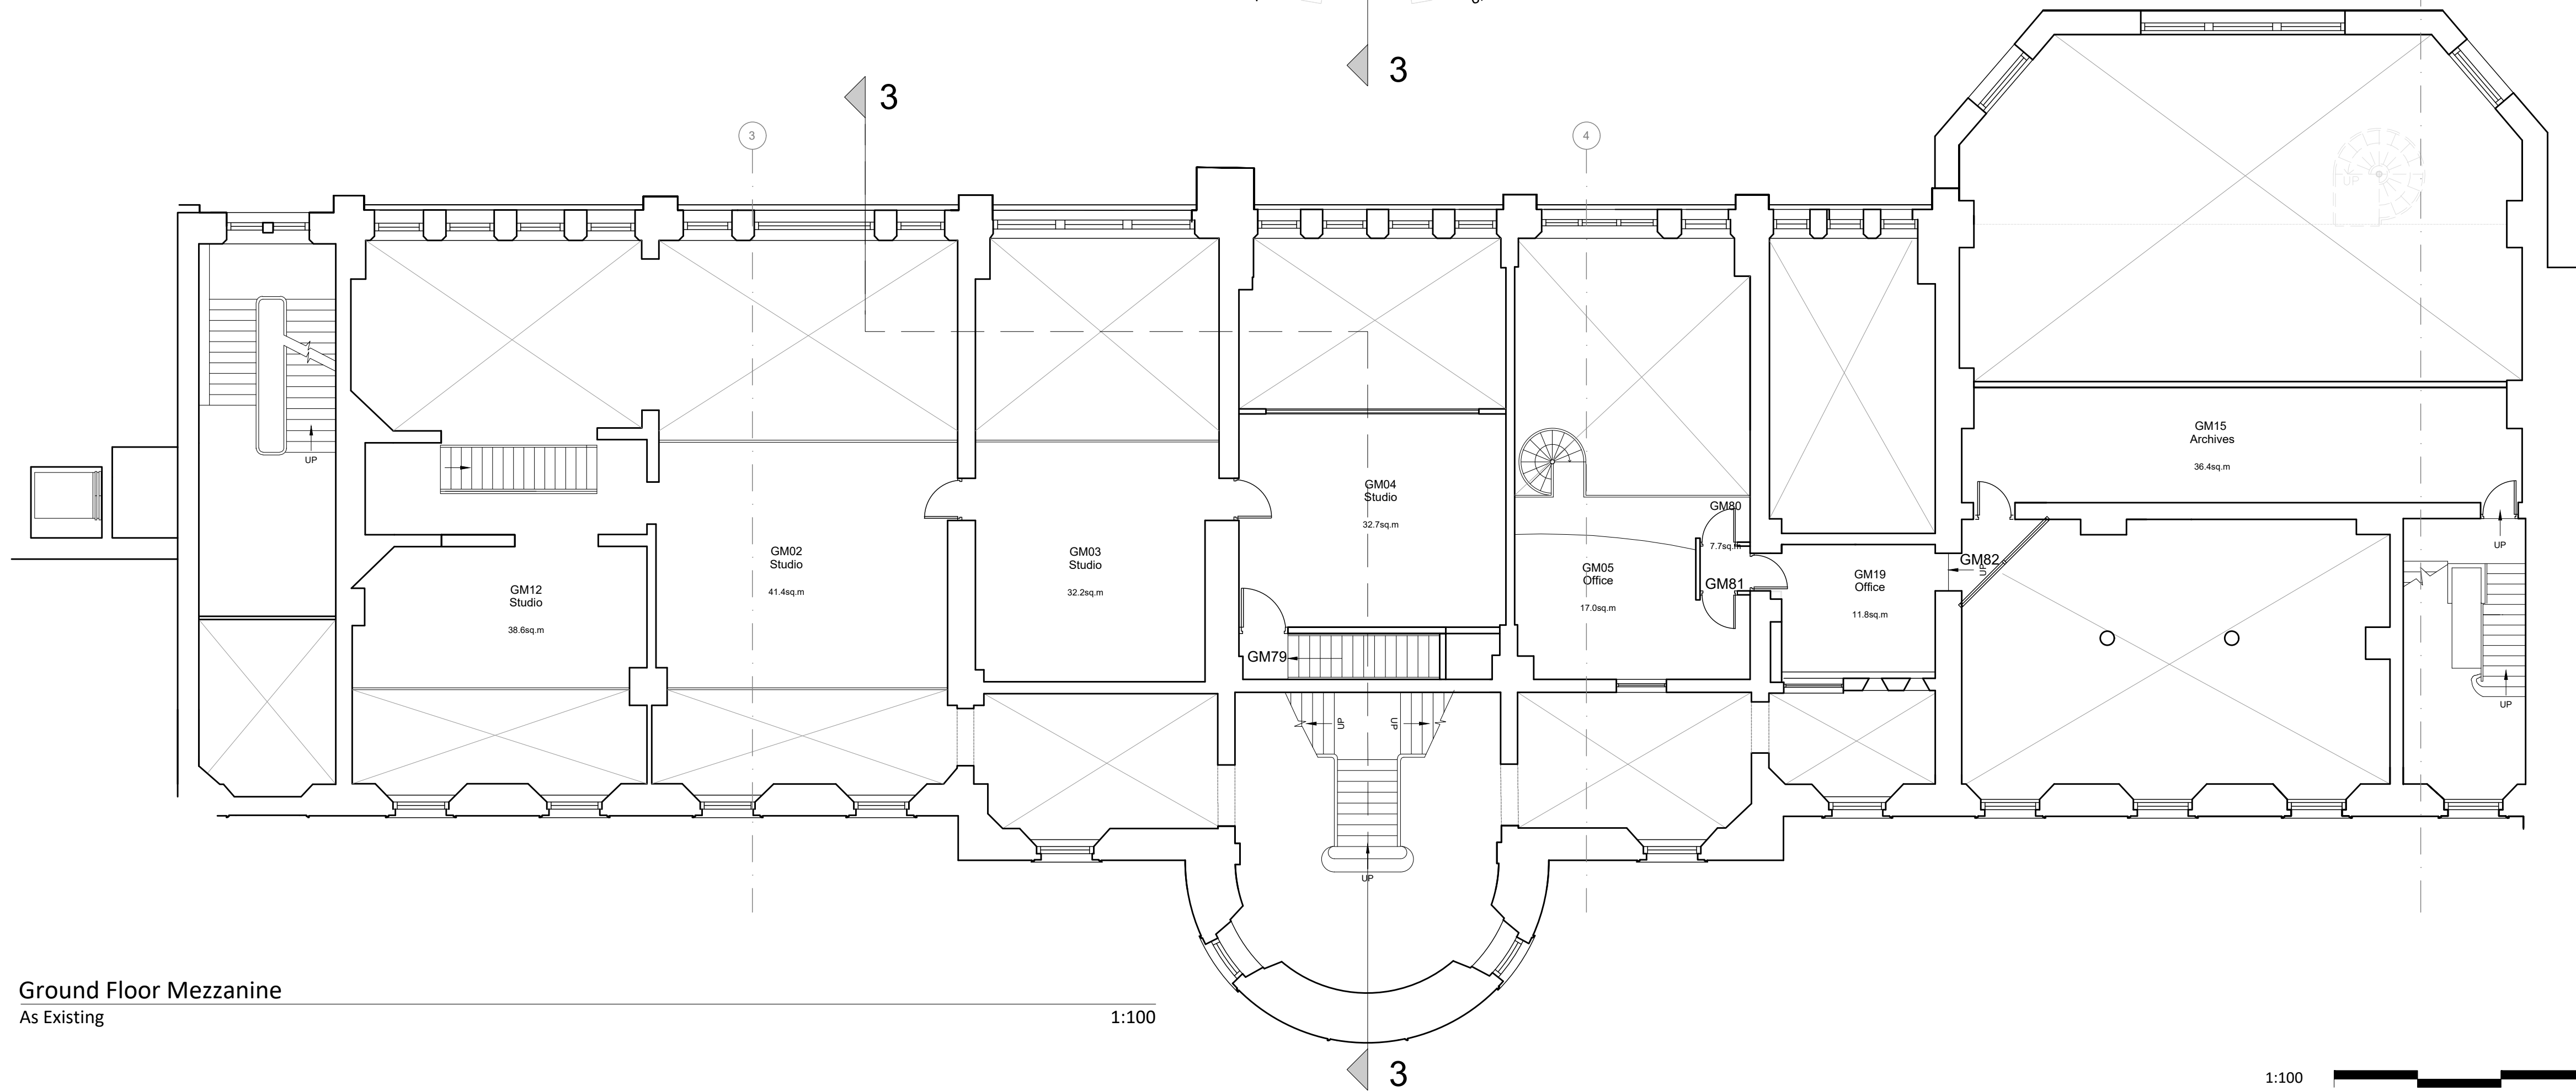 3
3
3
4
UP
UP
GM15
Archives
36.4sq.m
GM04
Studio
32.7sq.m
GM80
7.7sq.m
GM02
Studio
41.4sq.m
GM03
Studio
32.2sq.m
GM05
Office
17.0sq.m
GM81
GM19
Office
11.8sq.m
GM82
UP
UP
GM12
Studio
38.6sq.m
GM79
UP
UP
UP
UP
Ground Floor Mezzanine
As Existing
1:100
3
1:100